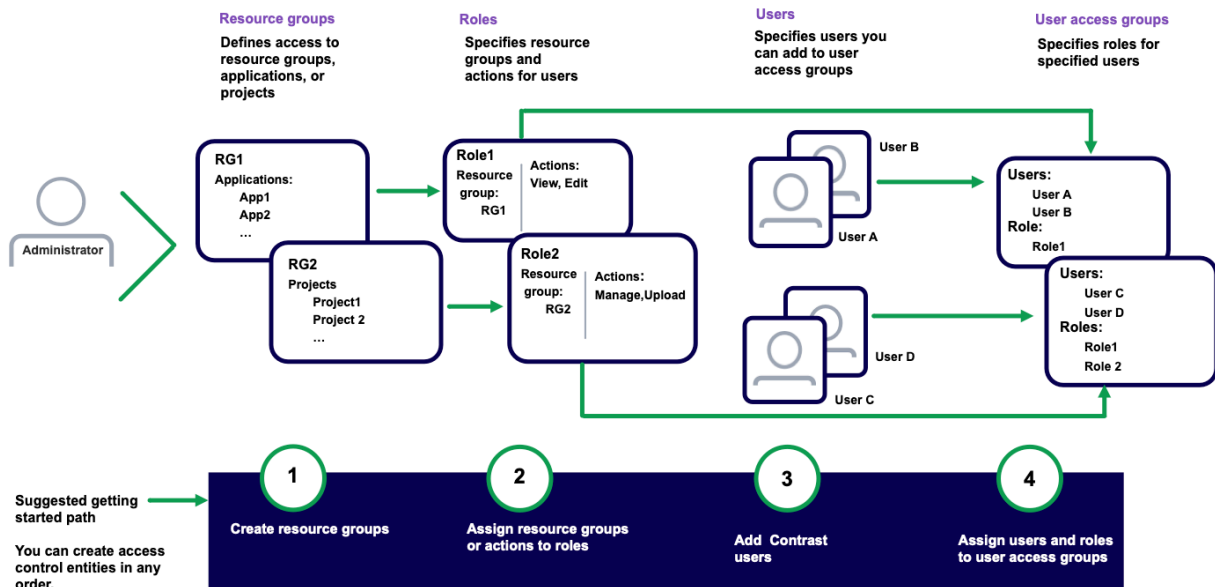 Resource groups
Defines access to
resource groups,
applications, or
projects
Roles
Specifies resource
groups and
actions for users
Users
Specifies users you
can add to user
access groups
User access groups
Specifies roles for
specified users
Administrator
RG1
Applications:
App1
App2
...
RG2
Projects
Project1
Project 2
...
Role1
Resource
group:
RG1
Actions:
View, Edit
Role2
Resource
group:
RG2
Actions:
Manage,Upload
User B
User A
User D
User C
Users:
User A
User B
Role:
Role1
Users:
User C
User D
Roles:
Role1
Role 2
Suggested getting
started path
You can create access
control entities in any
order.
1
Create resource groups
2
Assign resource groups
or actions to roles
3
Add Contrast
users
4
Assign users and roles
to user access groups